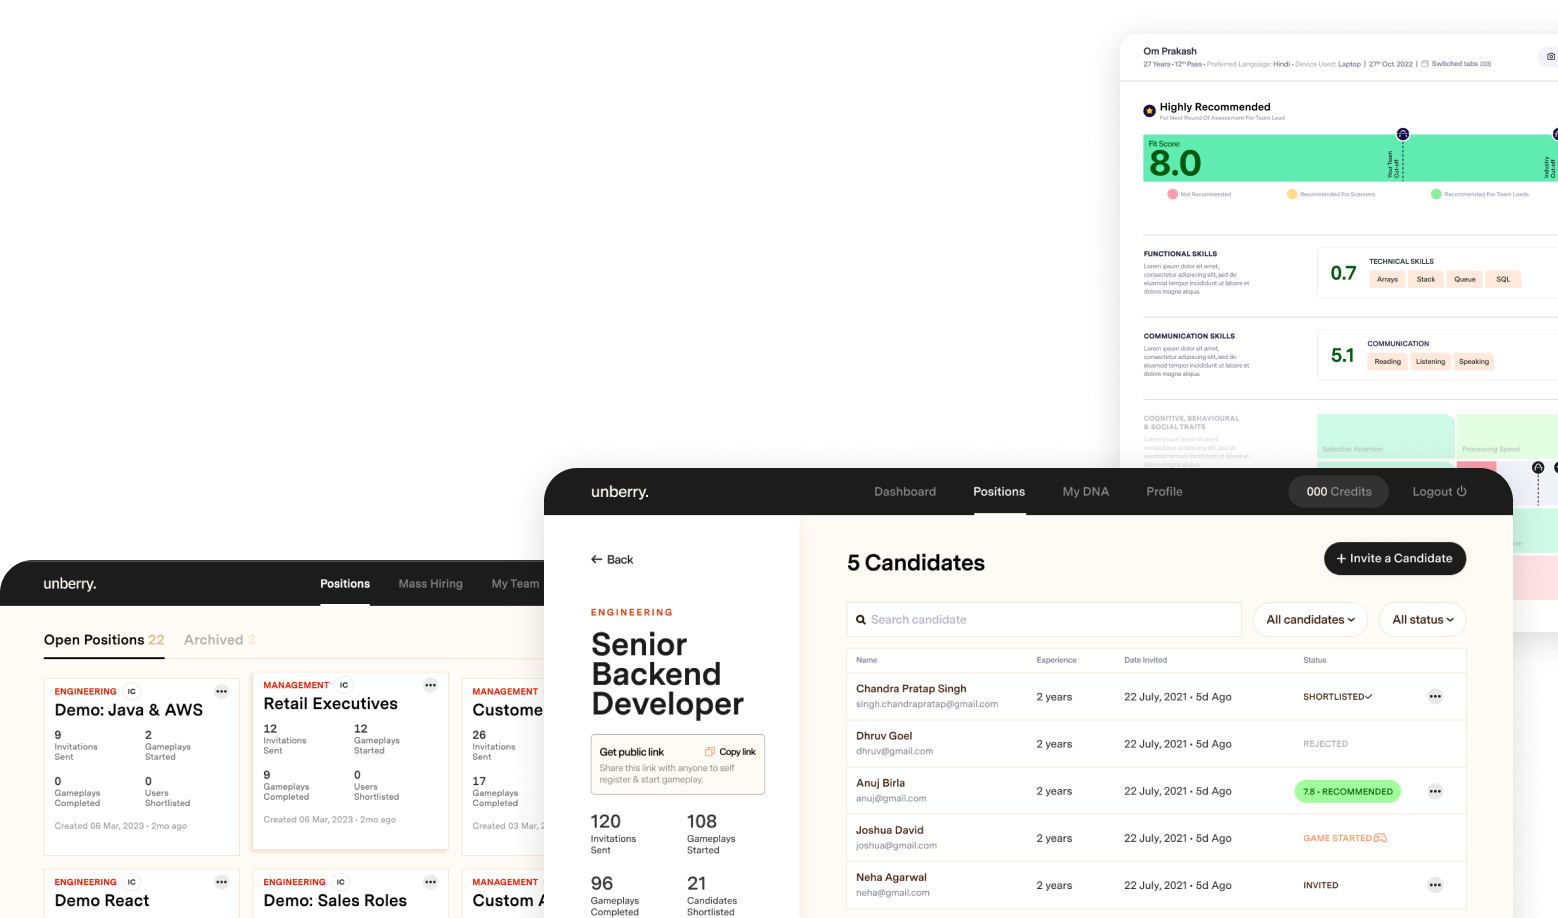 Om Prakash
27 Years • 12th Pass • Preferred Language: Hindi • Device Used: Laptop | 27th Oct. 2022 | Switched tabs (03)
Highly Recommended
For Next Round Of Assessment For Team Lead
Fit Score:
8.0
Your Team
Cut-off
Industry
Cut-off
Not Recommended
Recommended For Scanners
Recommended For Team Leads
FUNCTIONAL SKILLS
Lorem ipsum dolor sit amet,
consectetur adipiscing elit, sed do
eiusmod tempor incididunt ut labore et
dolore magna aliqua.
0.7
TECHNICAL SKILLS
Arrays Stack Queue SQL
COMMUNICATION SKILLS
Lorem ipsum dolor sit amet,
consectetur adipiscing elit, sed do
eiusmod tempor incididunt ut labore et
dolore magna aliqua.
5.1
COMMUNICATION
Reading Listening Speaking
COGNITIVE, BEHAVIOURAL
& SOCIAL TRAITS
Lorem ipsum dolor sit amet,
consectetur adipiscing elit, sed do
eiusmod tempor incididunt ut labore et
dolore magna aliqua.
Selective Attention
Processing Speed
unberry.
Positions Mass Hiring My Team
Open Positions 22 Archived 3
ENGINEERING IC
Demo: Java & AWS
9
Invitations
Sent
2
Gameplays
Started
0
Gameplays
Completed
0
Users
Shortlisted
Created 06 Mar, 2023 • 2mo ago
MANAGEMENT IC
Retail Executives
12
Invitations
Sent
12
Gameplays
Started
9
Gameplays
Completed
0
Users
Shortlisted
Created 06 Mar, 2023 • 2mo ago
MANAGEMENT
Custome
26
Invitations
Sent
17
Gameplays
Completed
Created 03 Mar, 2
ENGINEERING IC
Demo React
ENGINEERING IC
Demo: Sales Roles
MANAGEMENT
Custom
unberry.
Dashboard Positions My DNA Profile 000 Credits Logout
← Back
ENGINEERING
Senior
Backend
Developer
Get public link Copy link
Share this link with anyone to self
register & start gameplay.
120
Invitations
Sent
108
Gameplays
Started
96
Gameplays
Completed
21
Candidates
Shortlisted
5 Candidates
+ Invite a Candidate
Search candidate
All candidates
All status
Name Experience Date Invited Status
Chandra Pratap Singh
singh.chandrapratap@gmail.com
2 years 22 July, 2021 • 5d Ago SHORTLISTED
Dhruv Goel
dhruv@gmail.com
2 years 22 July, 2021 • 5d Ago REJECTED
Anuj Birla
anuj@gmail.com
2 years 22 July, 2021 • 5d Ago 7.8 • RECOMMENDED
Joshua David
joshua@gmail.com
2 years 22 July, 2021 • 5d Ago GAME STARTED
Neha Agarwal
neha@gmail.com
2 years 22 July, 2021 • 5d Ago INVITED